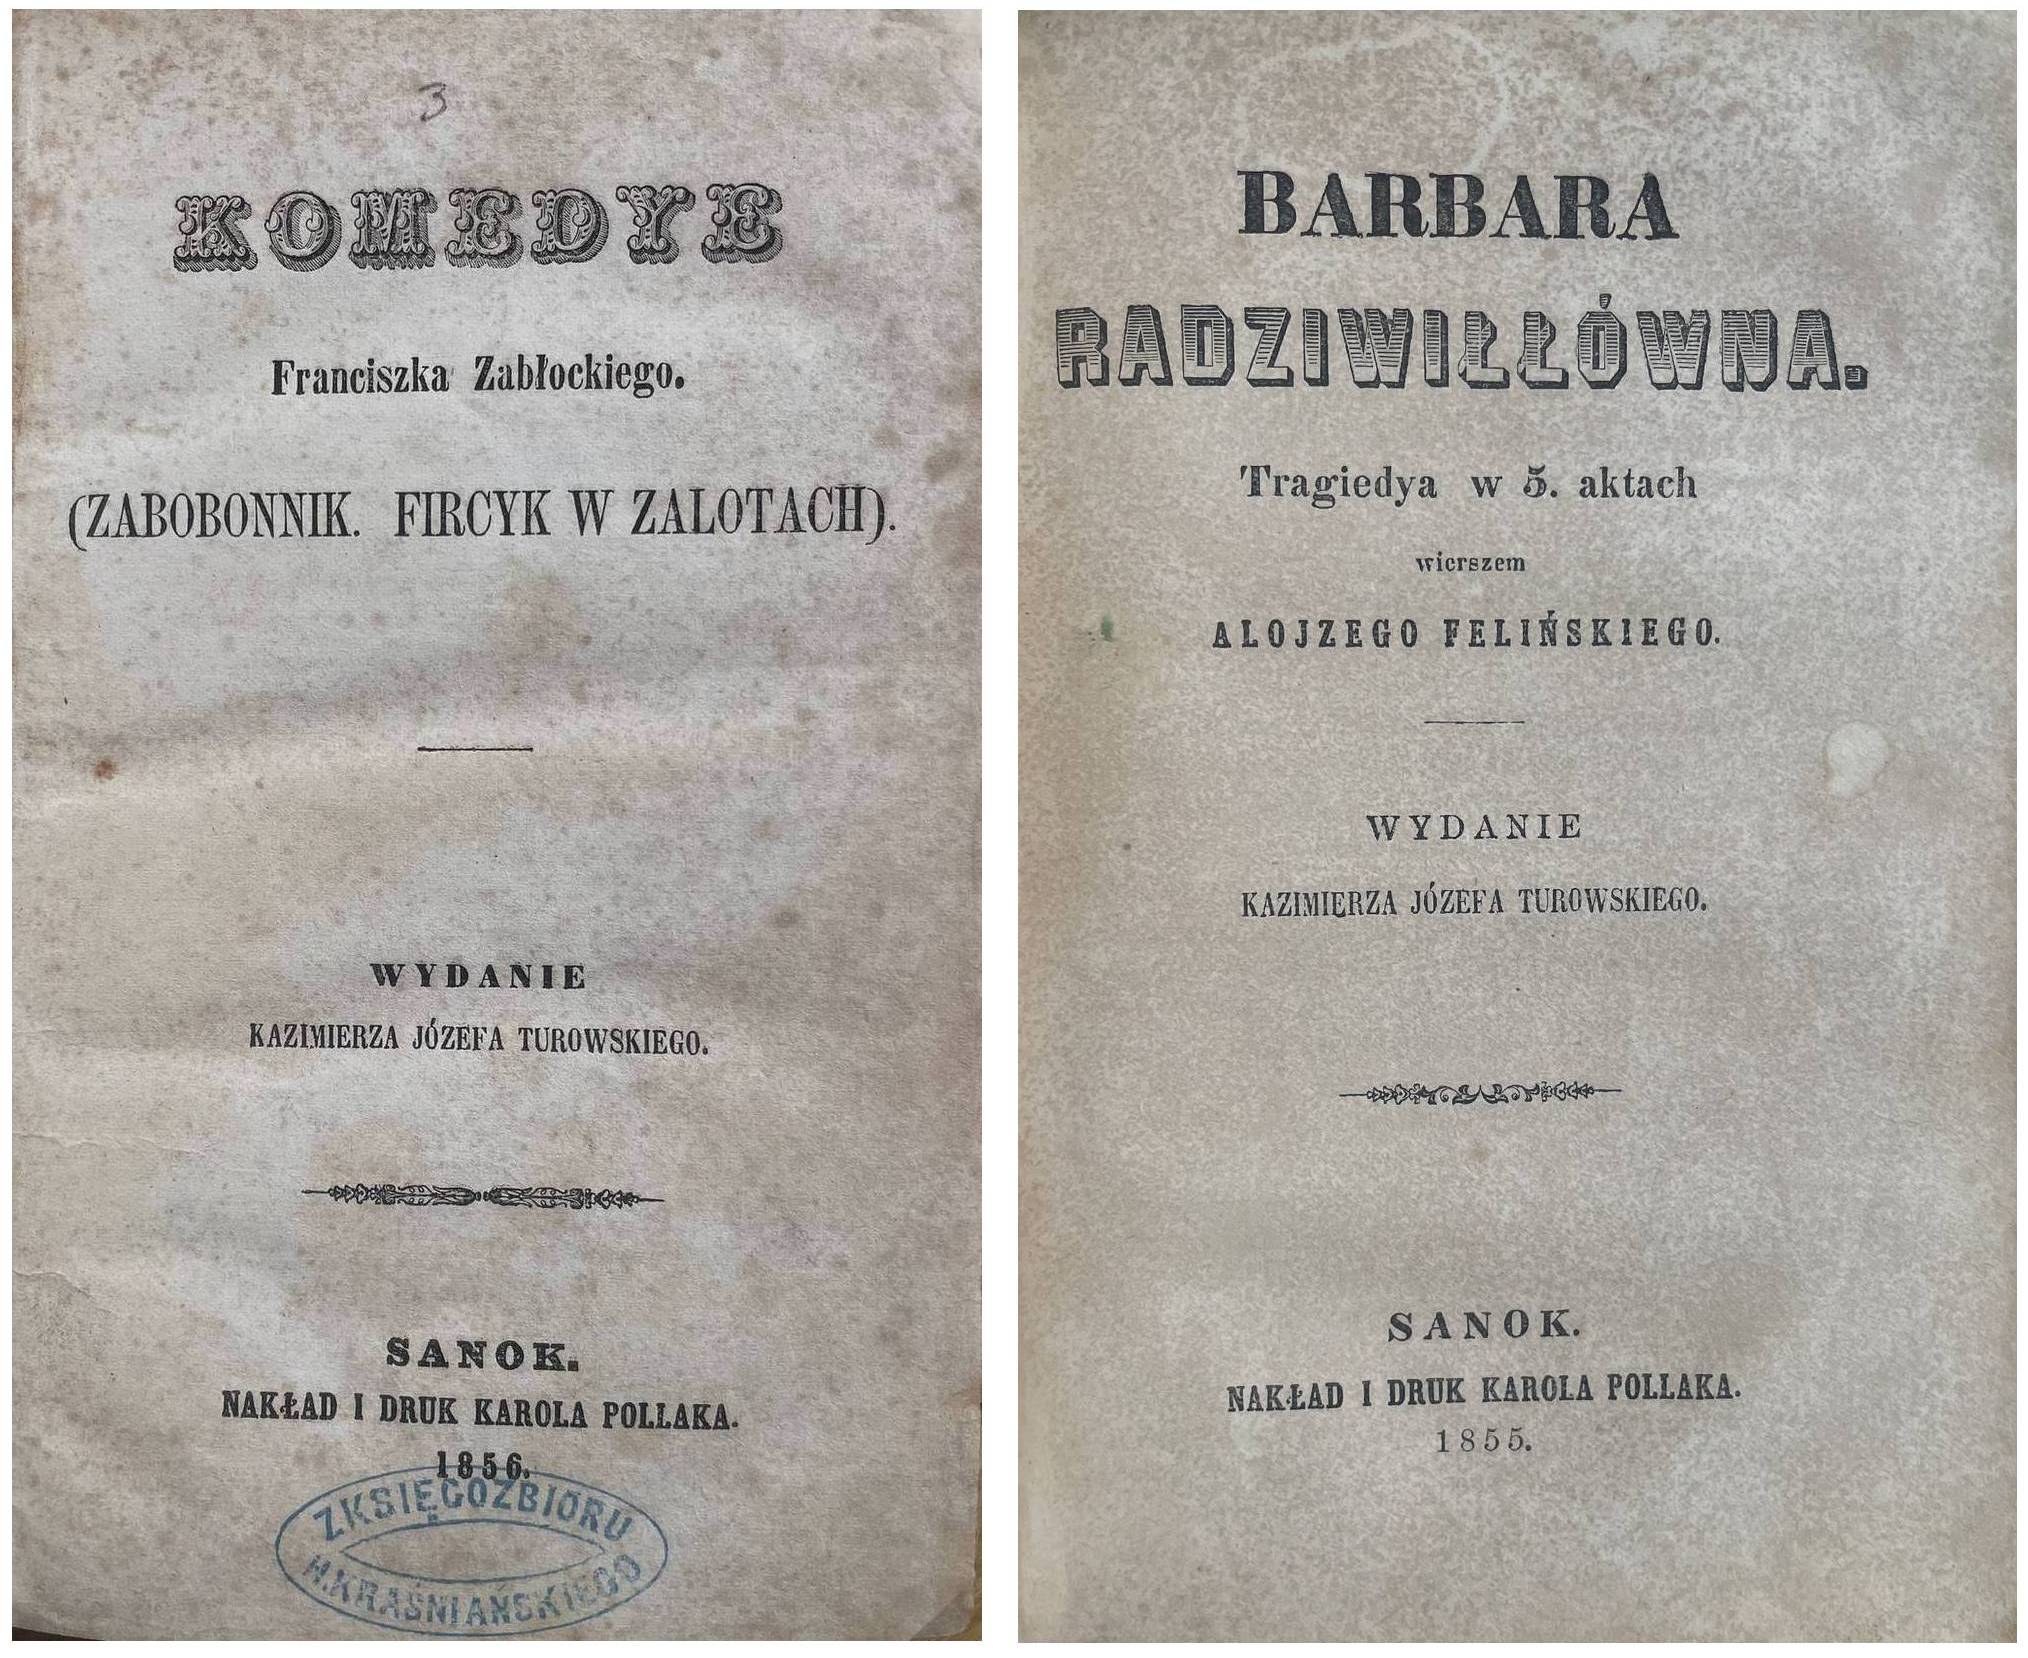 3
KOMEDYE
Franciszka Zabłockiego.
(ZABOBONNIK. FIRCYK W ZALOTACH).
WYDANIE
KAZIMIERZA JÓZEFA TUROWSKIEGO.
SANOK.
NAKŁAD I DRUK KAROLA POLLAKA.
1856.
Z KSIĘGOZBIORU
H. KRAŚNIAŃSKIEGO
BARBARA
RADZIWIŁŁÓWNA.
Tragiedya w 5. aktach
wierszem
ALOJZEGO FELIŃSKIEGO.
WYDANIE
KAZIMIERZA JÓZEFA TUROWSKIEGO.
SANOK.
NAKŁAD I DRUK KAROLA POLLAKA.
1855.